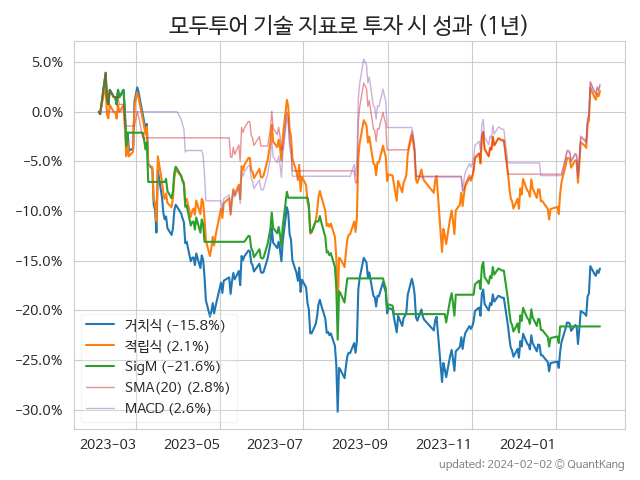 모두투어 기술 지표로 투자 시 성과 (1년)
5.0%
0.0%
−5.0%
−10.0%
−15.0%
−20.0%
−25.0%
−30.0%
거치식 (−15.8%)
적립식 (2.1%)
SigM (−21.6%)
SMA(20) (2.8%)
MACD (2.6%)
2023−03 2023−05 2023−07 2023−09 2023−11 2024−01
updated: 2024-02-02 © QuantKang